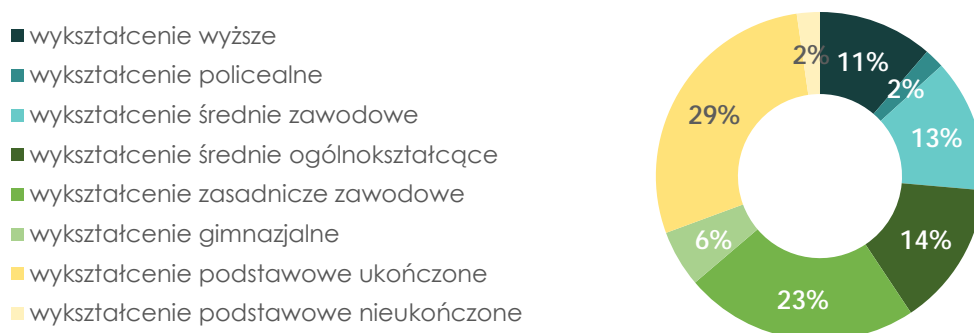 wykształcenie wyższe
wykształcenie policealne
wykształcenie średnie zawodowe
wykształcenie średnie ogólnokształcące
wykształcenie zasadnicze zawodowe
wykształcenie gimnazjalne
wykształcenie podstawowe ukończone
wykształcenie podstawowe nieukończone
11%
2%
13%
14%
23%
6%
29%
2%